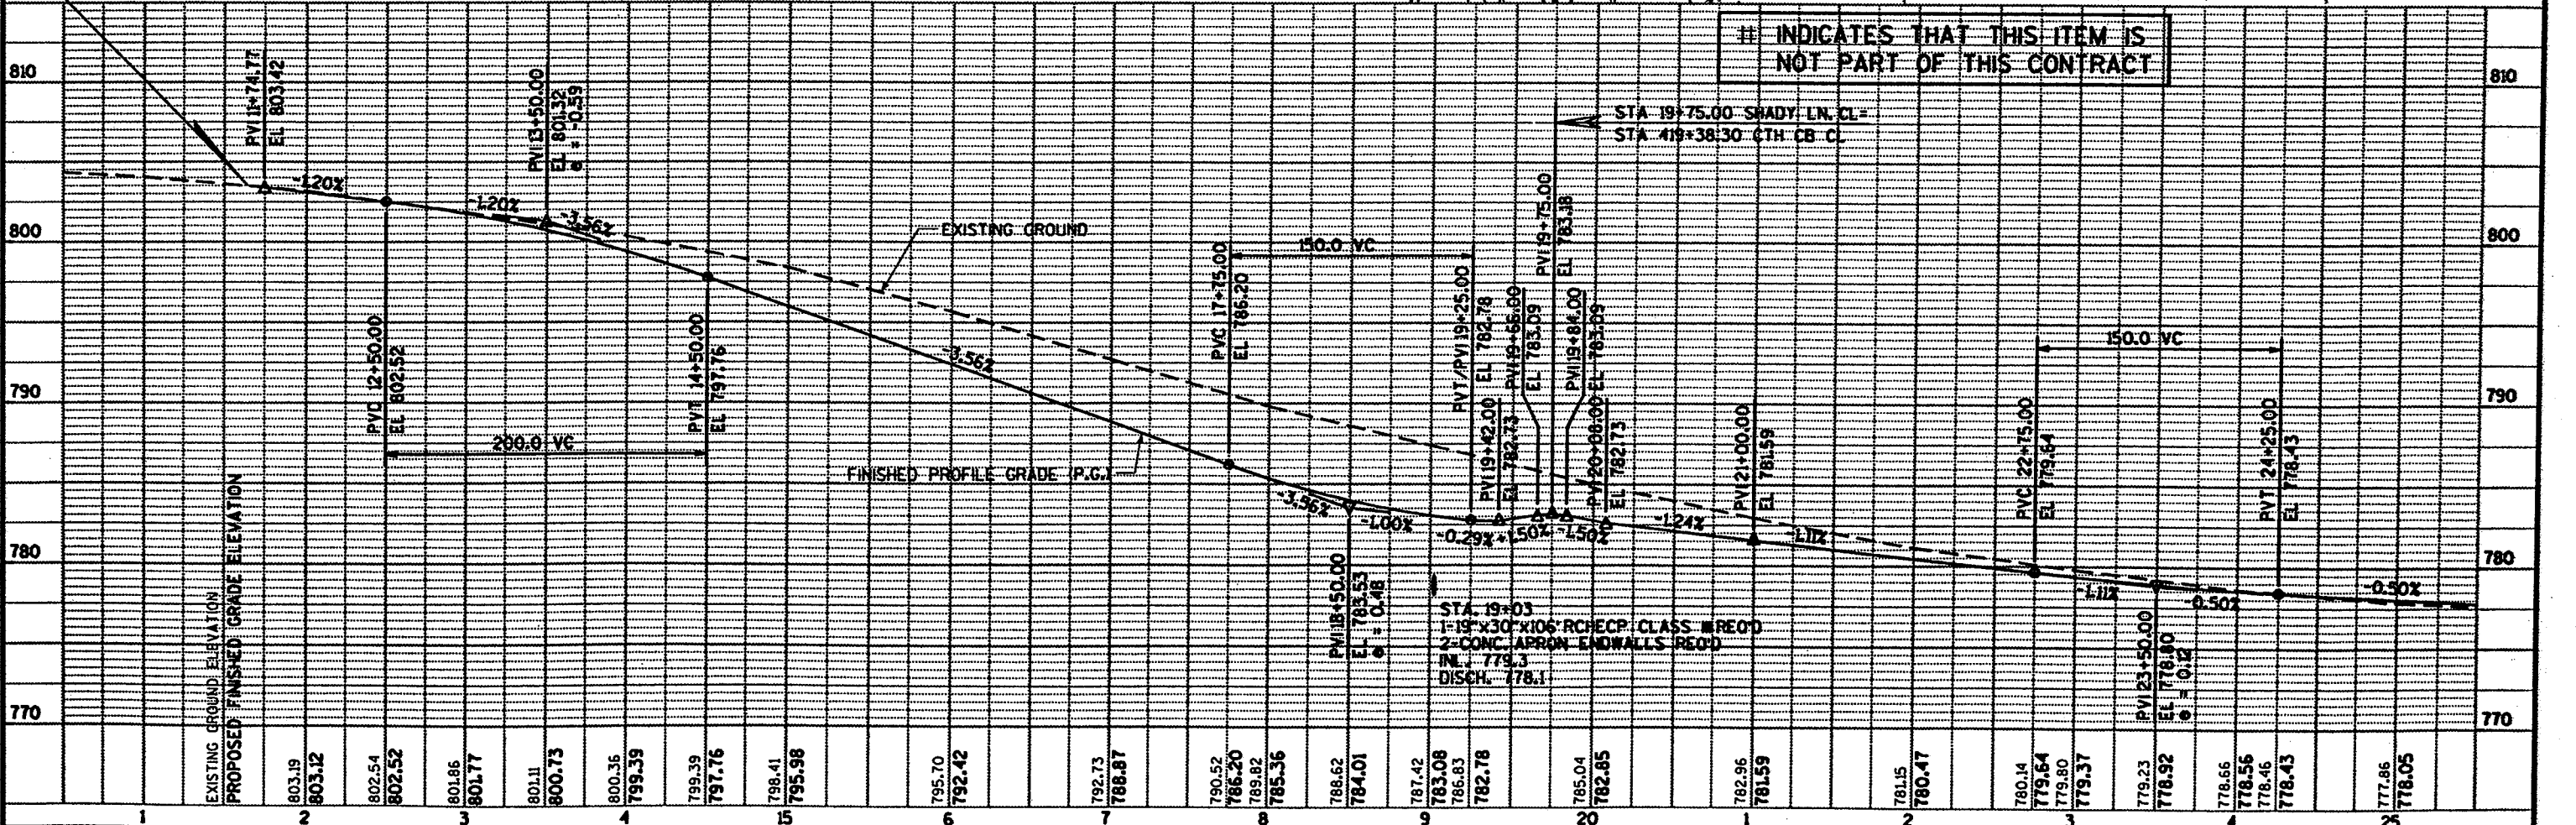 # INDICATES THAT THIS ITEM IS
NOT PART OF THIS CONTRACT
810
810
800
800
790
790
780
780
770
770
PVI 11+74.77
EL 803.42
PVI 13+50.00
EL 801.32
e = -0.59
STA 19+75.00 SHADY LN. CL=
STA 419+38.30 CTH CB CL
-1.20%
-1.20%
-3.56%
EXISTING GROUND
150.0 VC
PVC 12+50.00
EL 802.52
200.0 VC
PVT 14+50.00
EL 797.76
-3.56%
FINISHED PROFILE GRADE (P.G.)
PVC 17+75.00
EL 786.20
-3.56%
-1.00%
PVI 18+50.00
EL 783.53
e = 0.48
PVT/PVI 19+25.00
EL 782.78
PVI 19+42.00
EL 782.73
PVI 19+66.00
EL 783.09
PVI 19+75.00
EL 783.18
PVI 19+84.00
EL 783.09
PVI 20+08.00
EL 782.73
-0.29%
+1.50%
-1.50%
-1.24%
PVI 21+00.00
EL 781.59
-1.11%
150.0 VC
PVC 22+75.00
EL 779.64
PVT 24+25.00
EL 778.43
-1.11%
-0.50%
-0.50%
PVI 23+50.00
EL 778.80
e = 0.12
STA. 19+03
1-19"x30"x106' RCHECP CLASS REQ'D
2-CONC. APRON ENDWALLS REQ'D
INL. 779.3
DISCH. 778.1
EXISTING GROUND ELEVATION
PROPOSED FINISHED GRADE ELEVATION
803.19
803.12
802.54
802.52
801.86
801.77
801.11
800.73
800.36
799.39
799.39
797.76
798.41
795.98
795.70
792.42
792.73
788.87
790.52
786.20
789.82
785.36
788.62
784.01
787.42
783.08
786.83
782.78
785.04
782.85
782.96
781.59
781.15
780.47
780.14
779.64
779.80
779.37
779.23
778.92
778.66
778.56
778.46
778.43
777.86
778.05
1 2 3 4 15 6 7 8 9 20 1 2 3 4 25